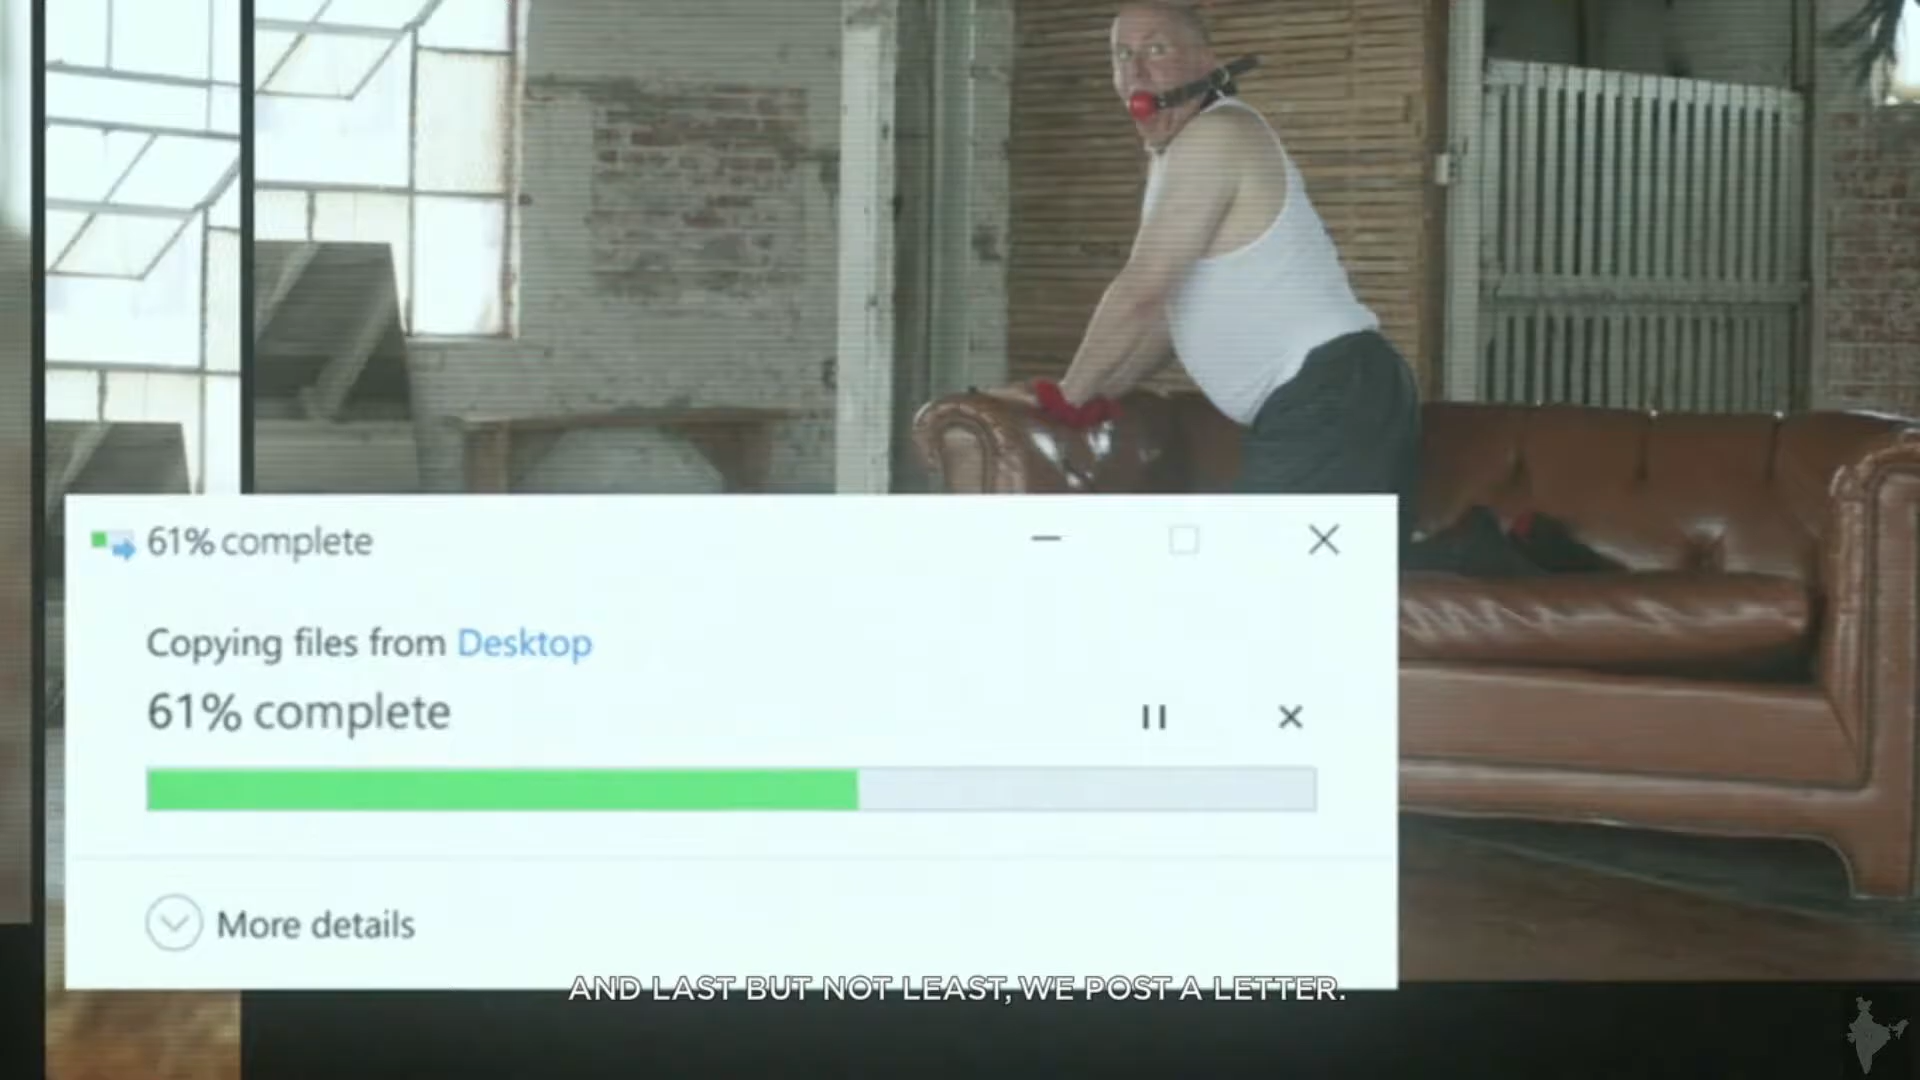 61% complete
Copying files from Desktop
61% complete
More details
AND LAST BUT NOT LEAST, WE POST A LETTER.